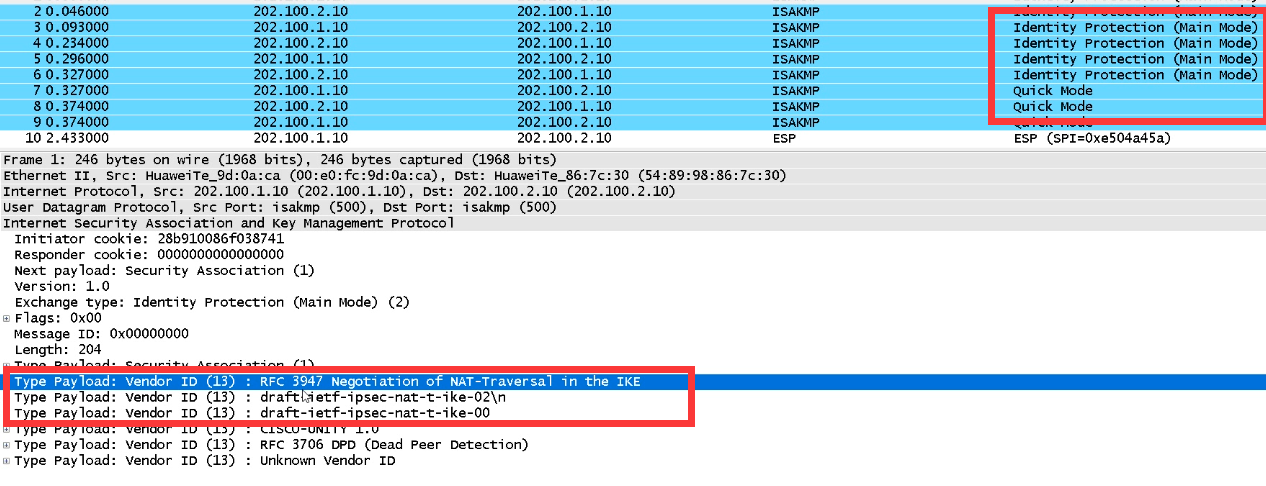 2 0.046000 202.100.2.10 202.100.1.10 ISAKMP Identity Protection (Main Mode)
3 0.093000 202.100.1.10 202.100.2.10 ISAKMP Identity Protection (Main Mode)
4 0.234000 202.100.2.10 202.100.1.10 ISAKMP Identity Protection (Main Mode)
5 0.296000 202.100.1.10 202.100.2.10 ISAKMP Identity Protection (Main Mode)
6 0.327000 202.100.2.10 202.100.1.10 ISAKMP Identity Protection (Main Mode)
7 0.327000 202.100.1.10 202.100.2.10 ISAKMP Quick Mode
8 0.374000 202.100.2.10 202.100.1.10 ISAKMP Quick Mode
9 0.374000 202.100.1.10 202.100.2.10 ISAKMP Quick Mode
10 2.433000 202.100.1.10 202.100.2.10 ESP ESP (SPI=0xe504a45a)
Frame 1: 246 bytes on wire (1968 bits), 246 bytes captured (1968 bits)
Ethernet II, Src: HuaweiTe_9d:0a:ca (00:e0:fc:9d:0a:ca), Dst: HuaweiTe_86:7c:30 (54:89:98:86:7c:30)
Internet Protocol, Src: 202.100.1.10 (202.100.1.10), Dst: 202.100.2.10 (202.100.2.10)
User Datagram Protocol, Src Port: isakmp (500), Dst Port: isakmp (500)
Internet Security Association and Key Management Protocol
Initiator cookie: 28b910086f038741
Responder cookie: 0000000000000000
Next payload: Security Association (1)
Version: 1.0
Exchange type: Identity Protection (Main Mode) (2)
Flags: 0x00
Message ID: 0x00000000
Length: 204
Type Payload: Security Association (1)
Type Payload: Vendor ID (13) : RFC 3947 Negotiation of NAT-Traversal in the IKE
Type Payload: Vendor ID (13) : draft-ietf-ipsec-nat-t-ike-02\n
Type Payload: Vendor ID (13) : draft-ietf-ipsec-nat-t-ike-00
Type Payload: Vendor ID (13) : CISCO-UNITY 1.0
Type Payload: Vendor ID (13) : RFC 3706 DPD (Dead Peer Detection)
Type Payload: Vendor ID (13) : Unknown Vendor ID